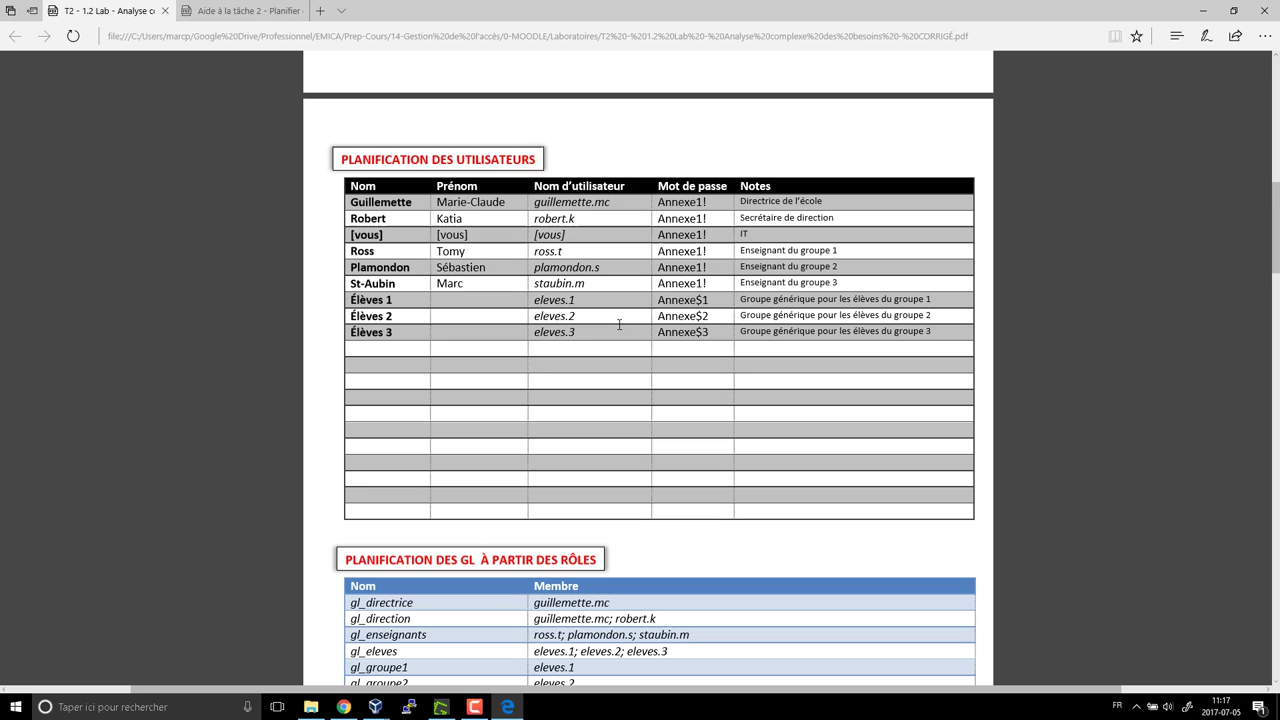 T2 - 1.2 Lab - Analyse co
Aide à la tâche 2 - Planifier
file:///C:/Users/marcp/Google%20Drive/Professionnel/EMICA/Prep-Cours/14-Gestion%20de%20l'accès/0-MOODLE/Laboratoires/T2%20-%201.2%20Lab%20-%20Analyse%20complexe%20des%20besoins%20-%20CORRIGÉ.pdf
PLANIFICATION DES UTILISATEURS
Nom Prénom Nom d'utilisateur Mot de passe Notes
Guillemette Marie-Claude guillemette.mc Annexe1! Directrice de l'école
Robert Katia robert.k Annexe1! Secrétaire de direction
[vous] [vous] [vous] Annexe1! IT
Ross Tomy ross.t Annexe1! Enseignant du groupe 1
Plamondon Sébastien plamondon.s Annexe1! Enseignant du groupe 2
St-Aubin Marc staubin.m Annexe1! Enseignant du groupe 3
Élèves 1 eleves.1 Annexe$1 Groupe générique pour les élèves du groupe 1
Élèves 2 eleves.2 Annexe$2 Groupe générique pour les élèves du groupe 2
Élèves 3 eleves.3 Annexe$3 Groupe générique pour les élèves du groupe 3
PLANIFICATION DES GL À PARTIR DES RÔLES
Nom Membre
gl_directrice guillemette.mc
gl_direction guillemette.mc; robert.k
gl_enseignants ross.t; plamondon.s; staubin.m
gl_eleves eleves.1; eleves.2; eleves.3
gl_groupe1 eleves.1
gl_groupe2 eleves.2
Taper ici pour rechercher
FR
11:17
2017-07-05
1